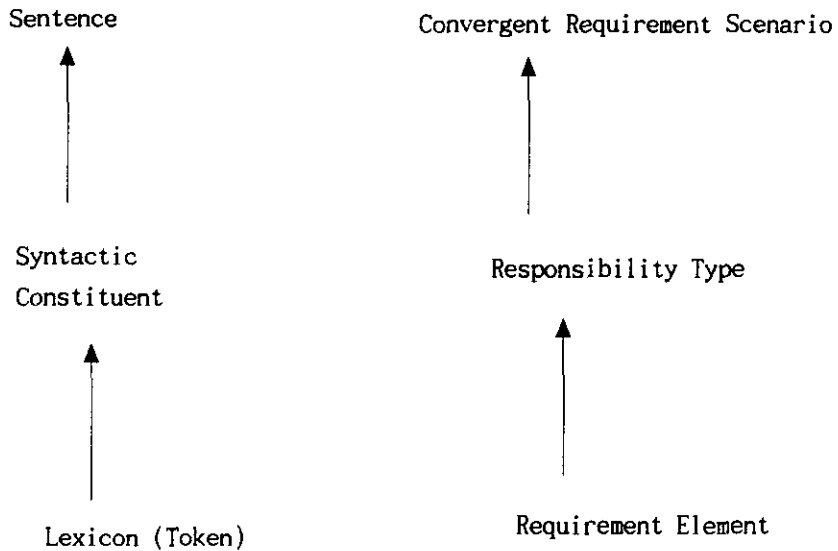 Sentence
Convergent Requirement Scenario
Syntactic
Constituent
Responsibility Type
Lexicon (Token)
Requirement Element